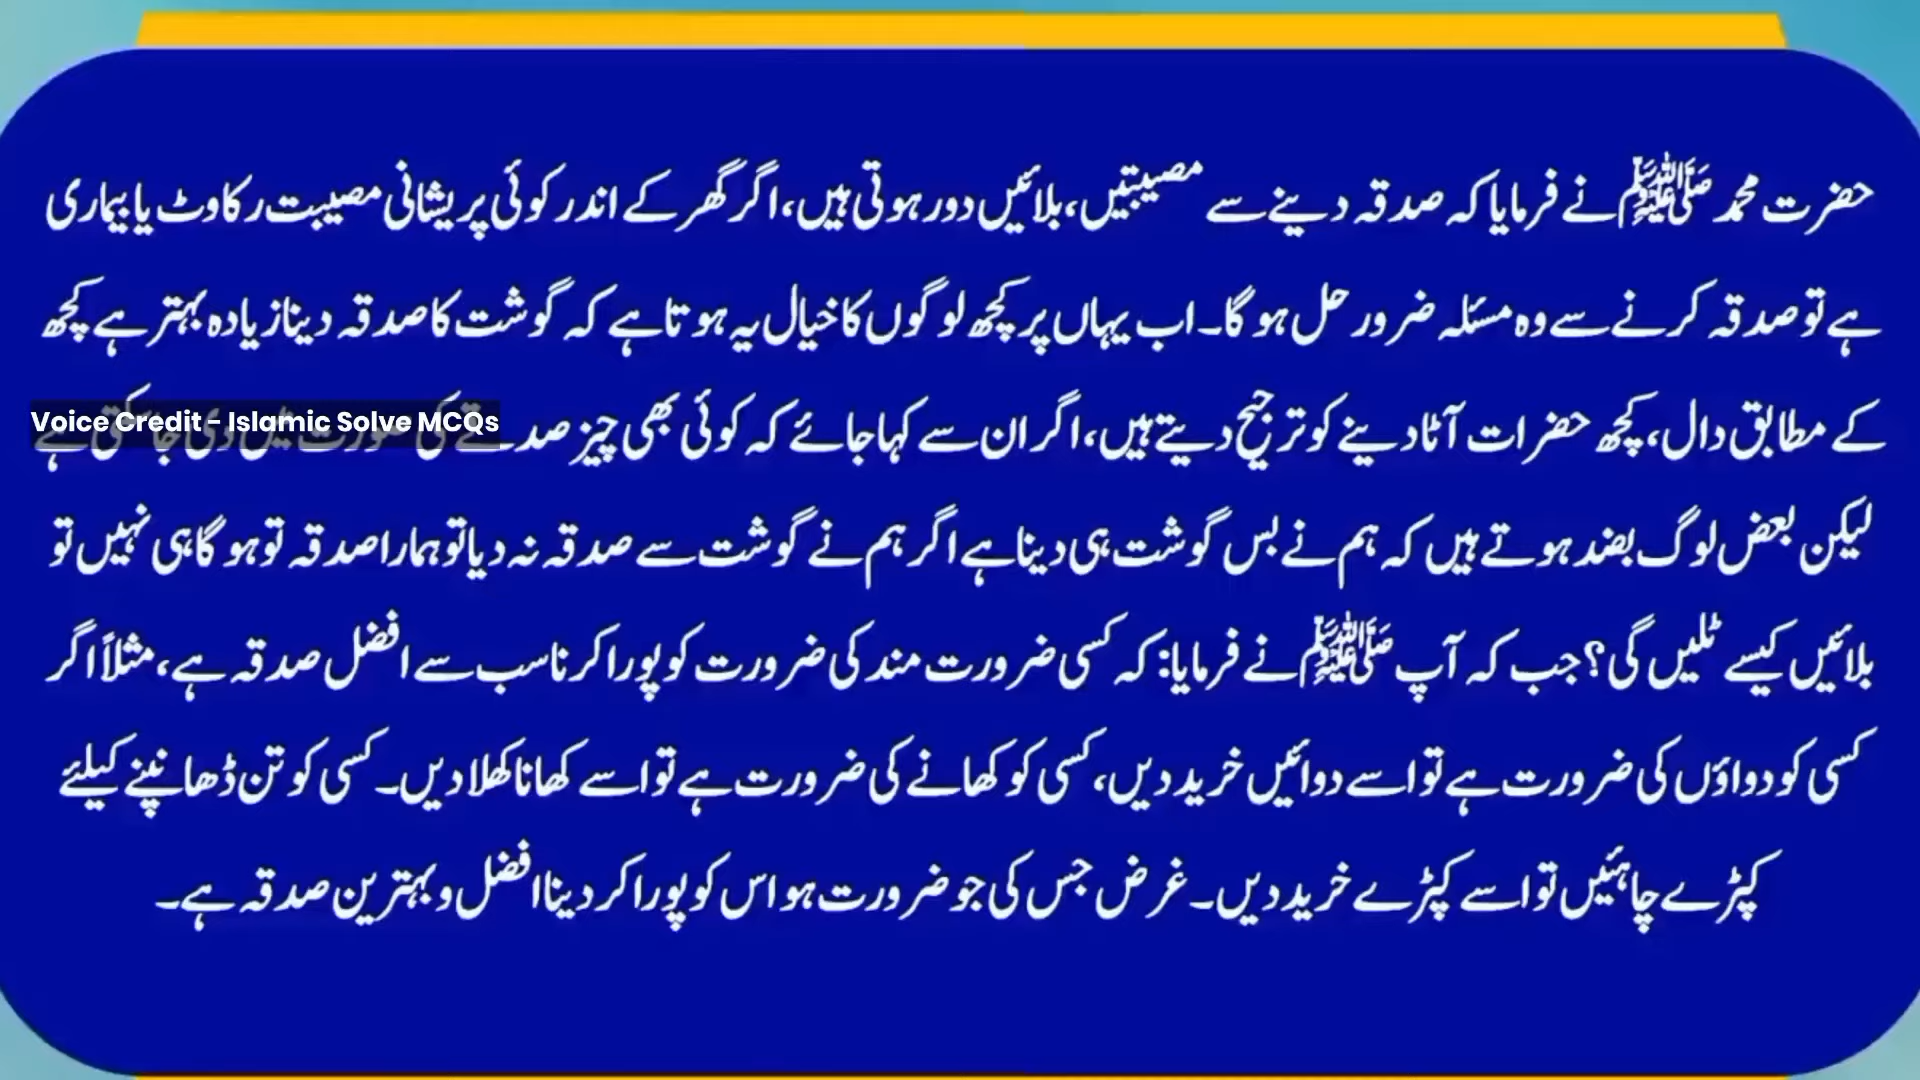 حضرت محمد ﷺ نے فرمایا کہ صدقہ دینے سے مصیبتیں، بلائیں دور ہوتی ہیں، اگر گھر کے اندر کوئی پریشانی مصیبت رکاوٹ یا بیماری
ہے تو صدقہ کرنے سے وہ مسئلہ ضرور حل ہو گا۔ اب یہاں پر کچھ لوگوں کا خیال یہ ہوتا ہے کہ گوشت کا صدقہ دینا زیادہ بہتر ہے کچھ
کے مطابق دال، کچھ حضرات آٹا دینے کو ترجیح دیتے ہیں، اگر ان سے کہا جائے کہ کوئی بھی چیز صدقے کی صورت میں دی جا سکتی ہے
Voice Credit - Islamic Solve MCQs
لیکن بعض لوگ بضد ہوتے ہیں کہ ہم نے بس گوشت ہی دینا ہے اگر ہم نے گوشت سے صدقہ نہ دیا تو ہمارا صدقہ تو ہو گا ہی نہیں تو
بلائیں کیسے ٹلیں گی؟ جب کہ آپ ﷺ نے فرمایا: کہ کسی ضرورت مند کی ضرورت کو پورا کرنا سب سے افضل صدقہ ہے، مثلاً اگر
کسی کو دواؤں کی ضرورت ہے تو اسے دوائیں خرید دیں، کسی کو کھانے کی ضرورت ہے تو اسے کھانا کھلا دیں۔ کسی کو تن ڈھانپنے کیلئے
کپڑے چاہئیں تو اسے کپڑے خرید دیں۔ غرض جس کی جو ضرورت ہو اس کو پورا کر دینا افضل و بہترین صدقہ ہے۔